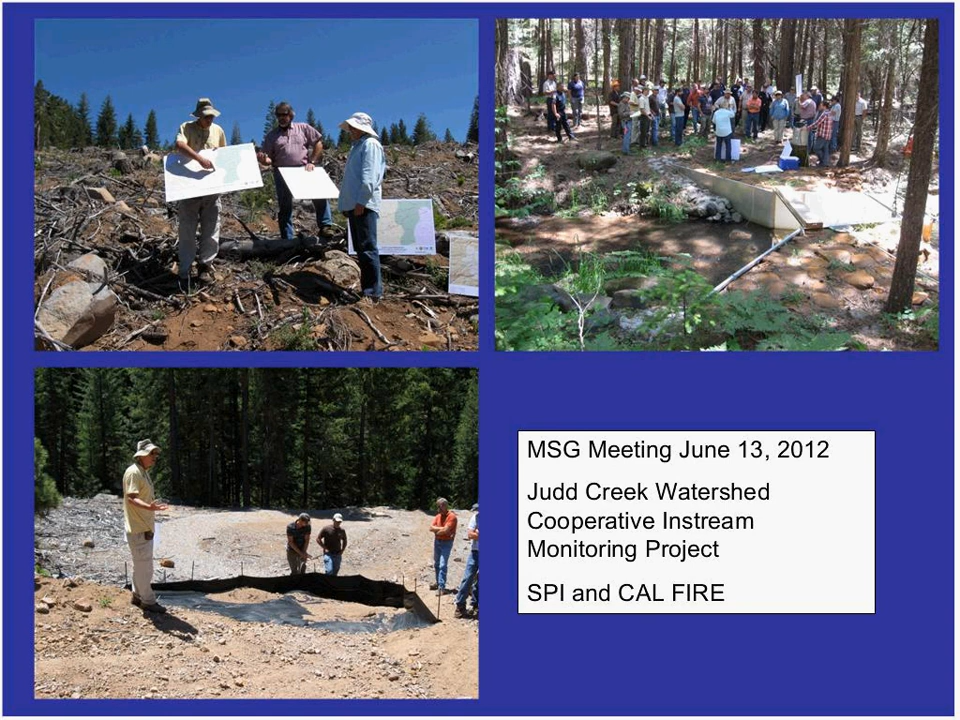 MSG Meeting June 13, 2012
Judd Creek Watershed
Cooperative Instream
Monitoring Project
SPI and CAL FIRE